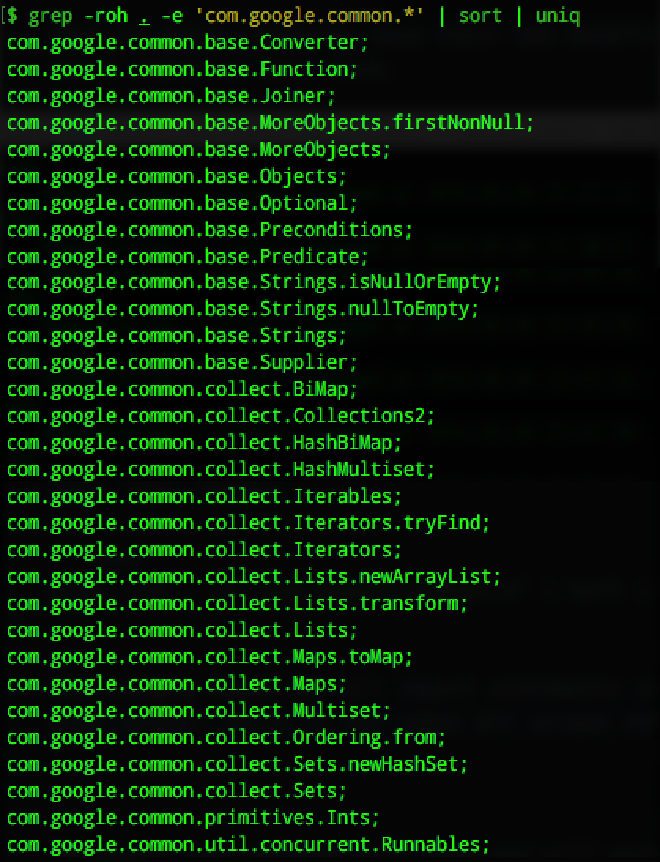 [$ grep -roh . -e 'com.google.common.*' | sort | uniq
com.google.common.base.Converter;
com.google.common.base.Function;
com.google.common.base.Joiner;
com.google.common.base.MoreObjects.firstNonNull;
com.google.common.base.MoreObjects;
com.google.common.base.Objects;
com.google.common.base.Optional;
com.google.common.base.Preconditions;
com.google.common.base.Predicate;
com.google.common.base.Strings.isNullOrEmpty;
com.google.common.base.Strings.nullToEmpty;
com.google.common.base.Strings;
com.google.common.base.Supplier;
com.google.common.collect.BiMap;
com.google.common.collect.Collections2;
com.google.common.collect.HashBiMap;
com.google.common.collect.HashMultiset;
com.google.common.collect.Iterables;
com.google.common.collect.Iterators.tryFind;
com.google.common.collect.Iterators;
com.google.common.collect.Lists.newArrayList;
com.google.common.collect.Lists.transform;
com.google.common.collect.Lists;
com.google.common.collect.Maps.toMap;
com.google.common.collect.Maps;
com.google.common.collect.Multiset;
com.google.common.collect.Ordering.from;
com.google.common.collect.Sets.newHashSet;
com.google.common.collect.Sets;
com.google.common.primitives.Ints;
com.google.common.util.concurrent.Runnables;